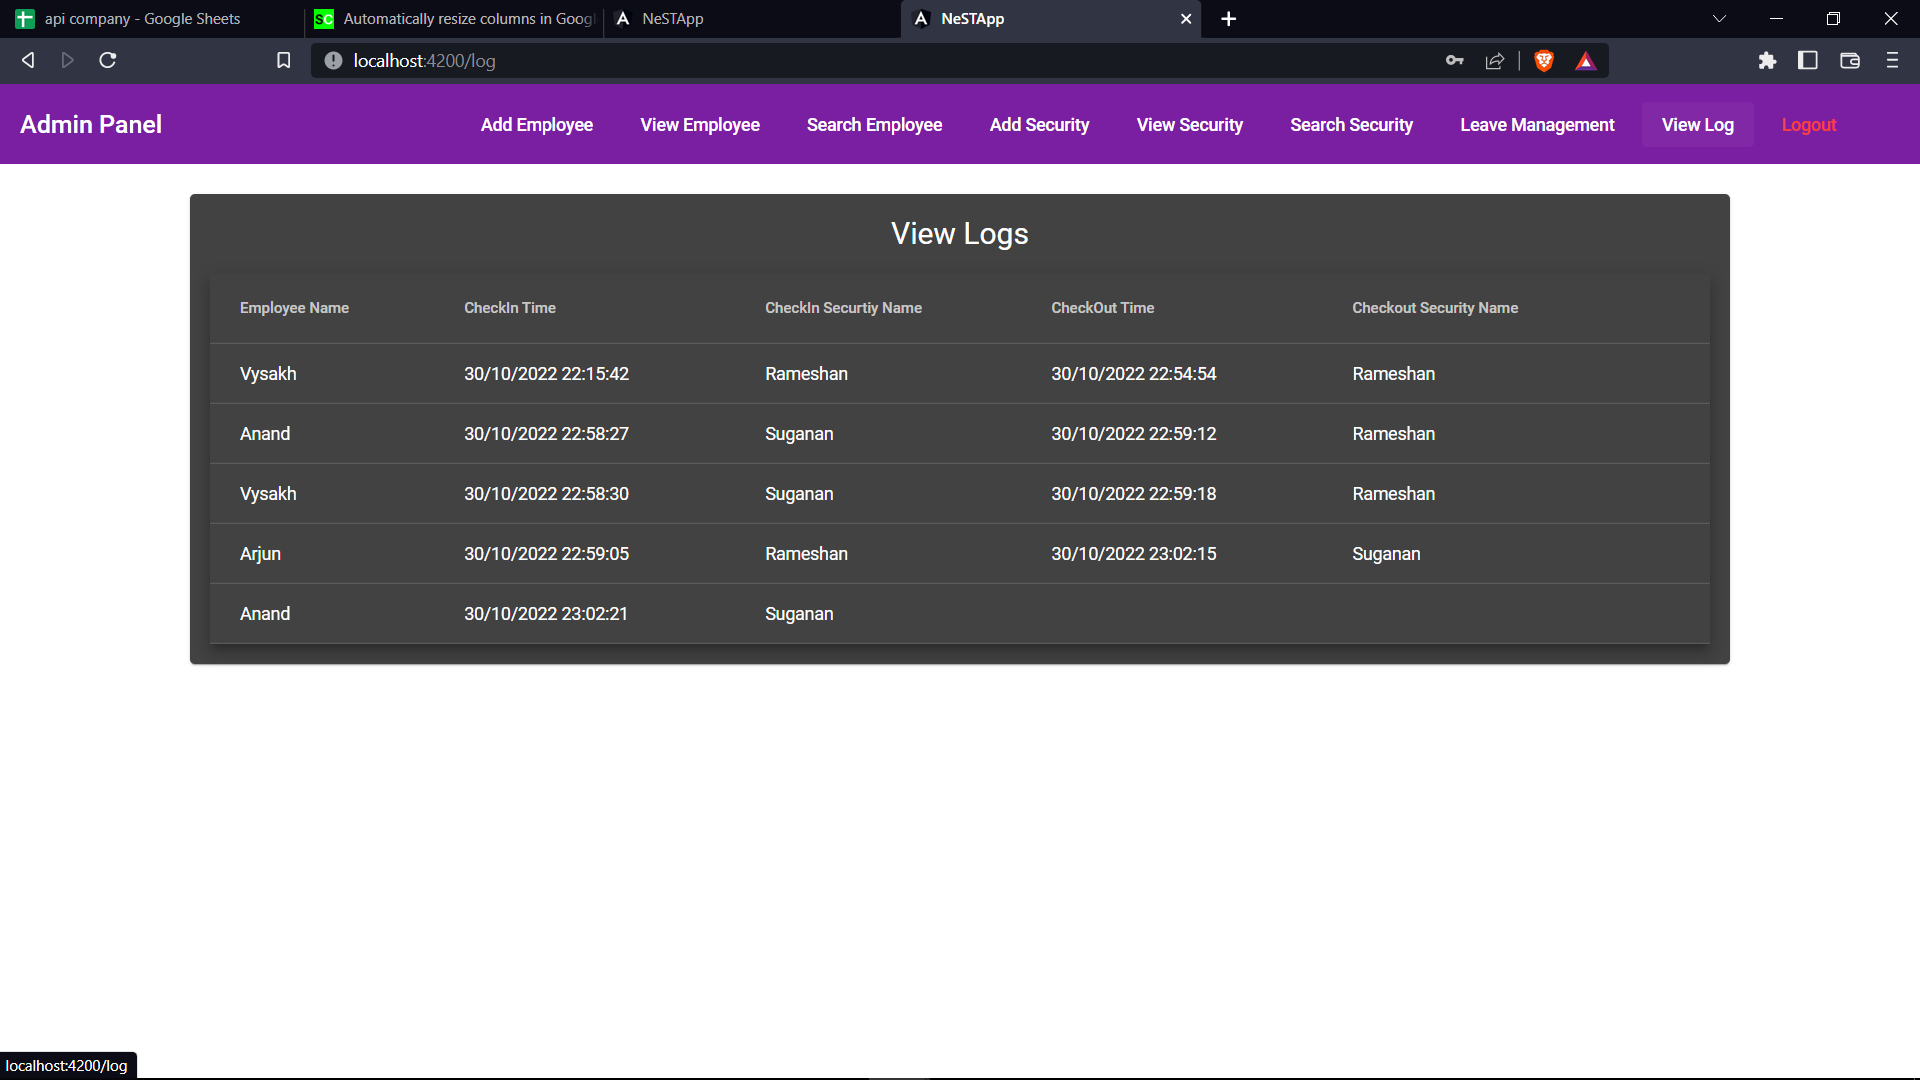 api company - Google Sheets
Automatically resize columns in Googl
NeSTApp
NeSTApp
localhost:4200/log
Admin Panel
Add Employee
View Employee
Search Employee
Add Security
View Security
Search Security
Leave Management
View Log
Logout
View Logs
Employee Name CheckIn Time CheckIn Securtiy Name CheckOut Time Checkout Security Name
Vysakh 30/10/2022 22:15:42 Rameshan 30/10/2022 22:54:54 Rameshan
Anand 30/10/2022 22:58:27 Suganan 30/10/2022 22:59:12 Rameshan
Vysakh 30/10/2022 22:58:30 Suganan 30/10/2022 22:59:18 Rameshan
Arjun 30/10/2022 22:59:05 Rameshan 30/10/2022 23:02:15 Suganan
Anand 30/10/2022 23:02:21 Suganan
localhost:4200/log